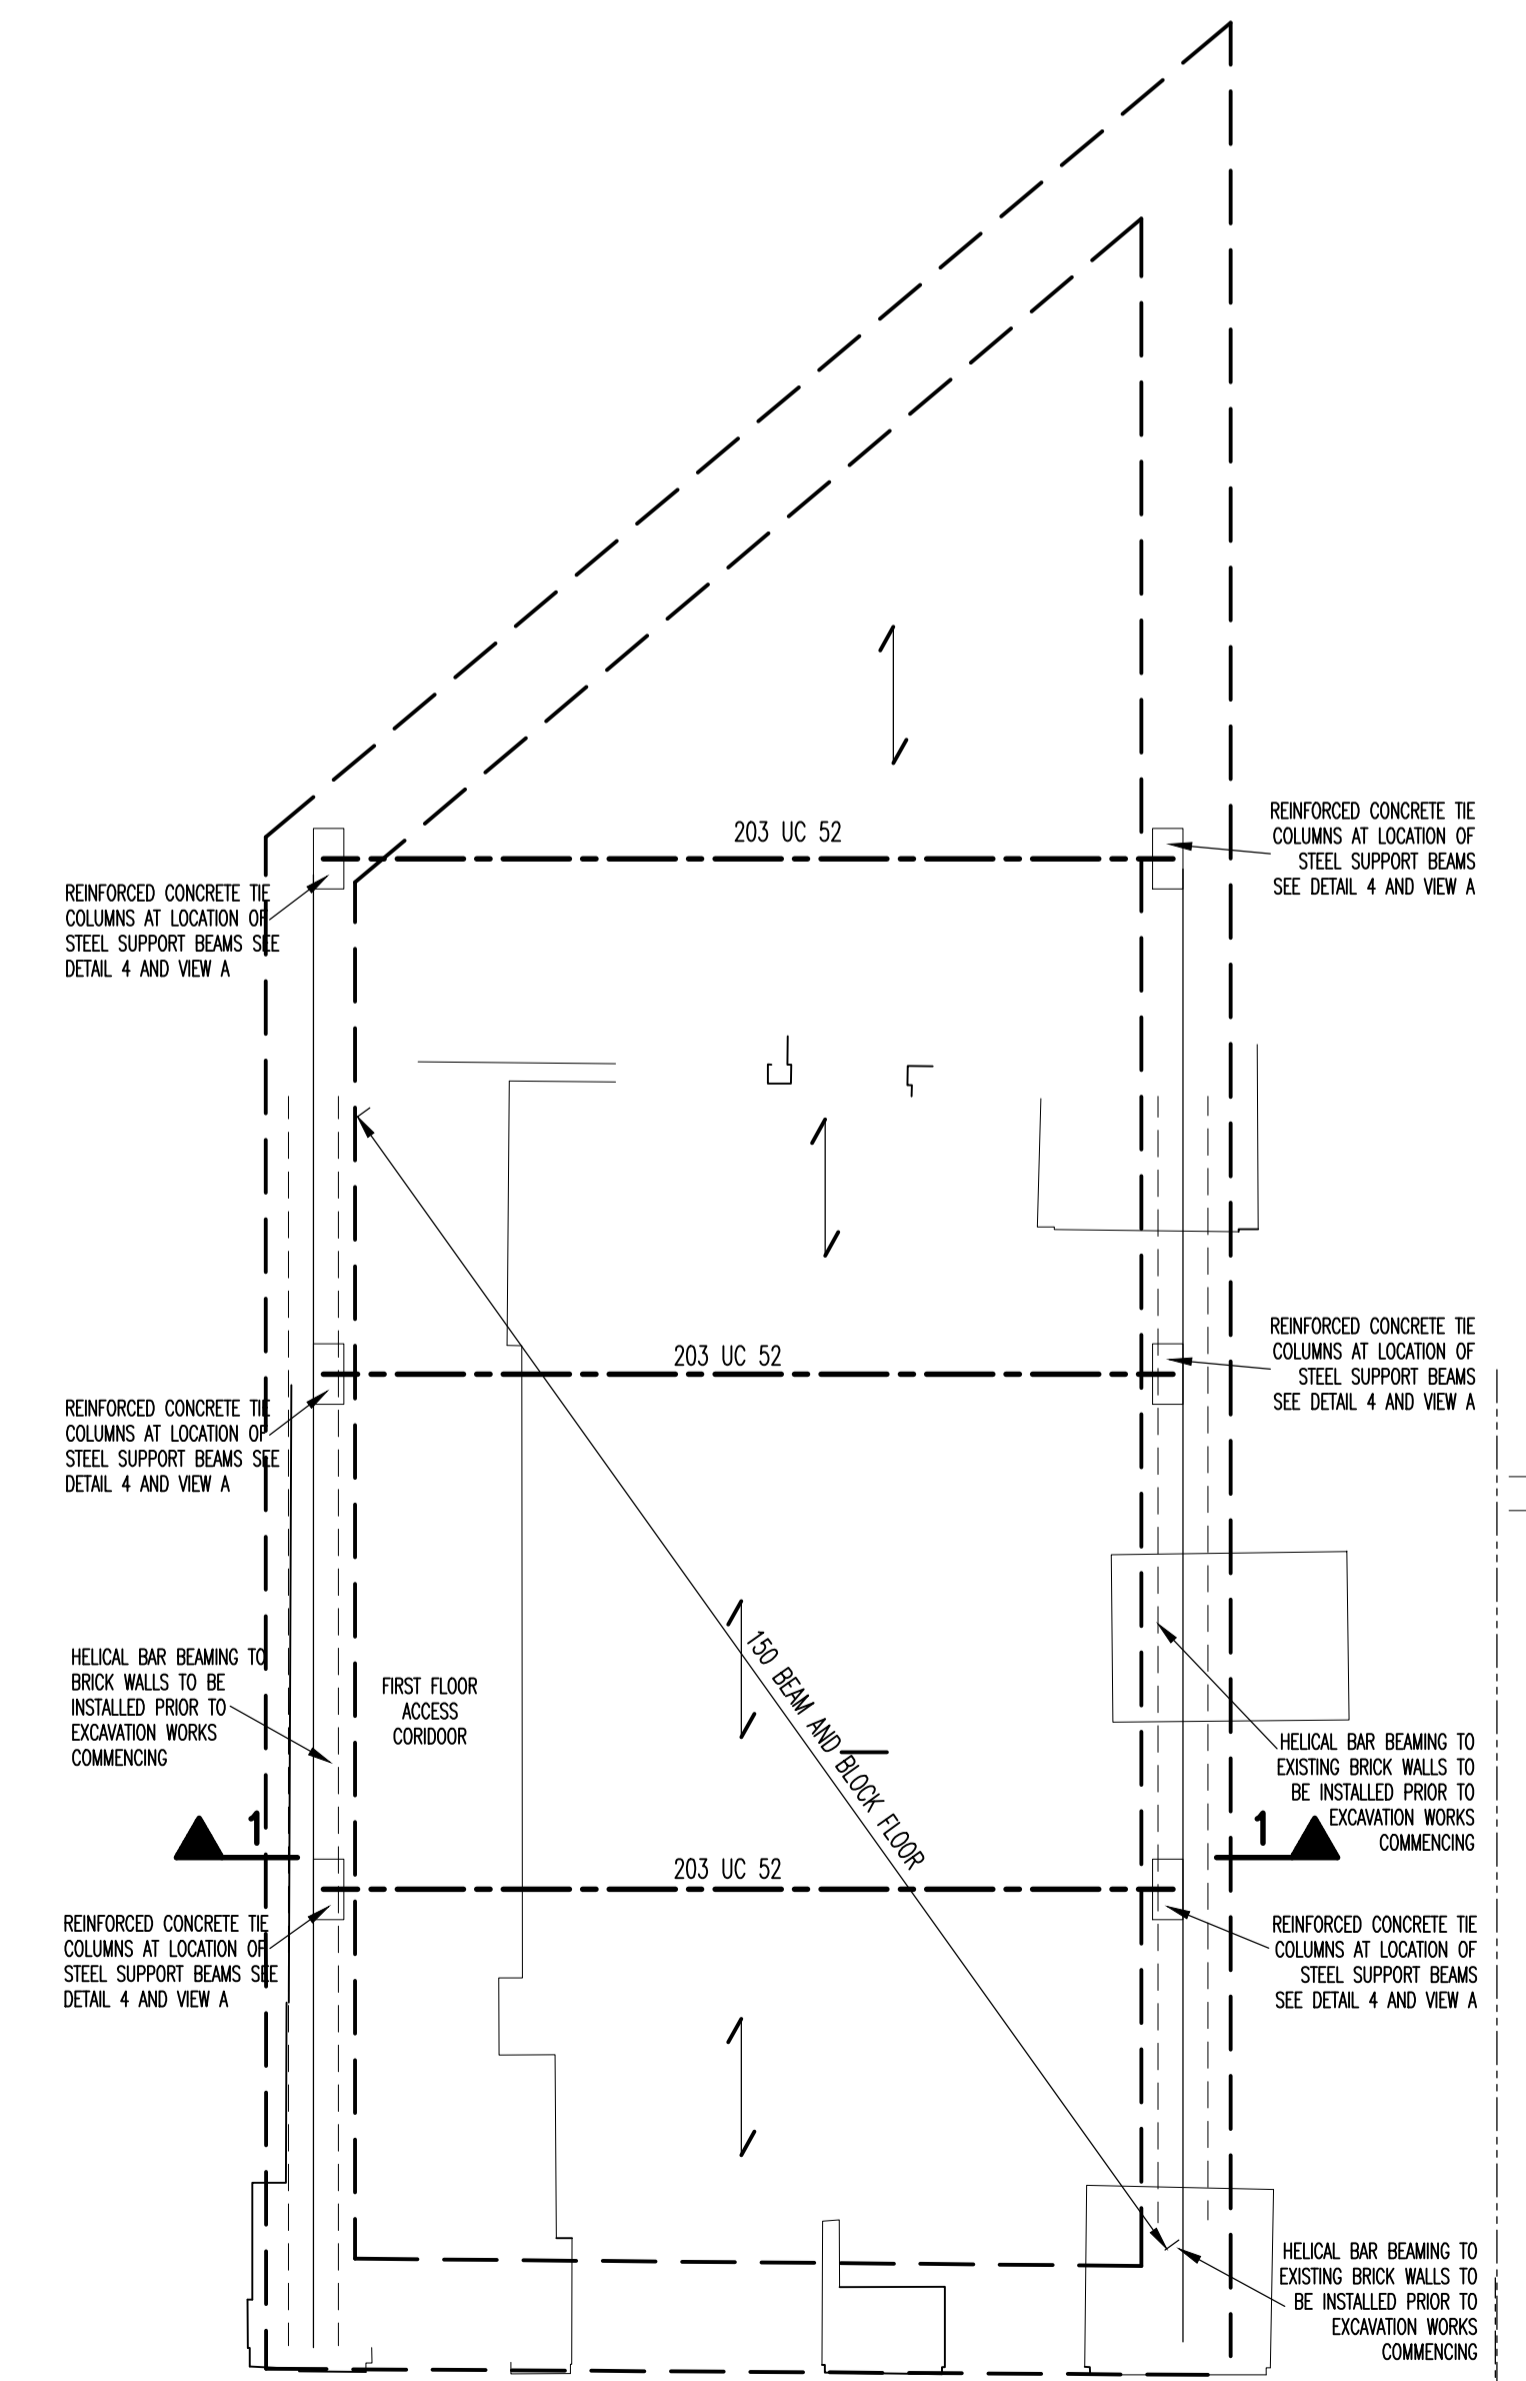 203 UC 52
REINFORCED CONCRETE TIE
COLUMNS AT LOCATION OF
STEEL SUPPORT BEAMS
SEE DETAIL 4 AND VIEW A
REINFORCED CONCRETE TIE
COLUMNS AT LOCATION OF
STEEL SUPPORT BEAMS SEE
DETAIL 4 AND VIEW A
203 UC 52
REINFORCED CONCRETE TIE
COLUMNS AT LOCATION OF
STEEL SUPPORT BEAMS
SEE DETAIL 4 AND VIEW A
REINFORCED CONCRETE TIE
COLUMNS AT LOCATION OF
STEEL SUPPORT BEAMS SEE
DETAIL 4 AND VIEW A
HELICAL BAR BEAMING TO
BRICK WALLS TO BE
INSTALLED PRIOR TO
EXCAVATION WORKS
COMMENCING
FIRST FLOOR
ACCESS
CORIDOOR
150 BEAM AND BLOCK FLOOR
HELICAL BAR BEAMING TO
EXISTING BRICK WALLS TO
BE INSTALLED PRIOR TO
EXCAVATION WORKS
COMMENCING
1
1
203 UC 52
REINFORCED CONCRETE TIE
COLUMNS AT LOCATION OF
STEEL SUPPORT BEAMS SEE
DETAIL 4 AND VIEW A
REINFORCED CONCRETE TIE
COLUMNS AT LOCATION OF
STEEL SUPPORT BEAMS
SEE DETAIL 4 AND VIEW A
HELICAL BAR BEAMING TO
EXISTING BRICK WALLS TO
BE INSTALLED PRIOR TO
EXCAVATION WORKS
COMMENCING